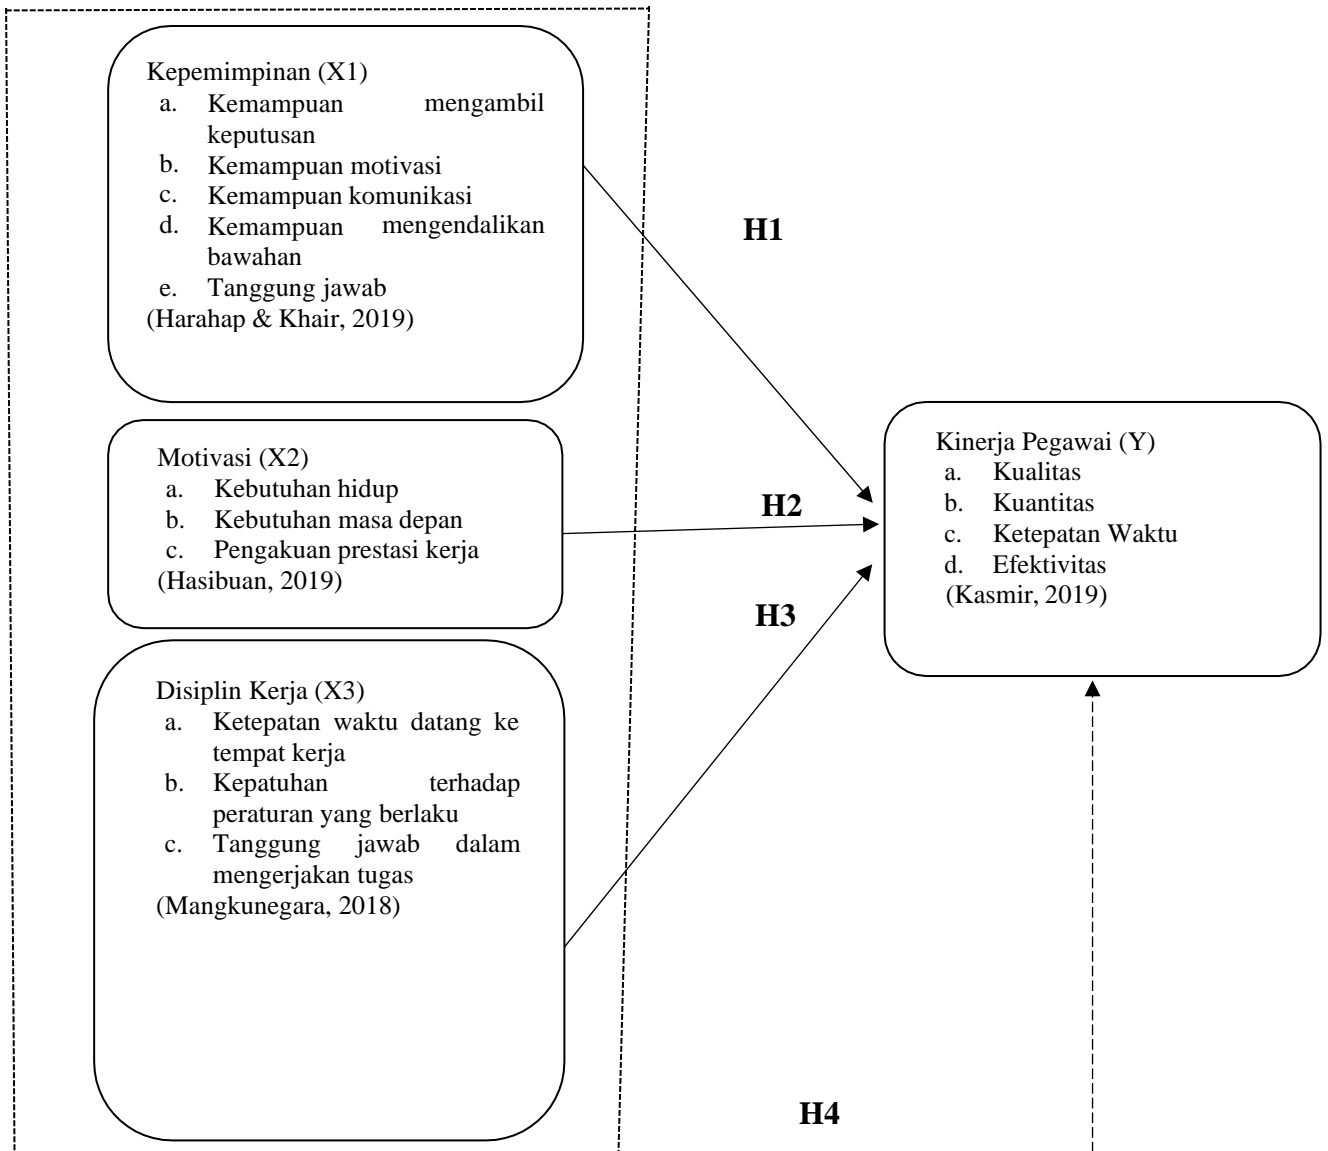 Kepemimpinan (X1)
a. Kemampuan mengambil
keputusan
b. Kemampuan motivasi
c. Kemampuan komunikasi
d. Kemampuan mengendalikan
bawahan
e. Tanggung jawab
(Harahap & Khair, 2019)
H1
Motivasi (X2)
a. Kebutuhan hidup
b. Kebutuhan masa depan
c. Pengakuan prestasi kerja
(Hasibuan, 2019)
H2
Kinerja Pegawai (Y)
a. Kualitas
b. Kuantitas
c. Ketepatan Waktu
d. Efektivitas
(Kasmir, 2019)
H3
Disiplin Kerja (X3)
a. Ketepatan waktu datang ke
tempat kerja
b. Kepatuhan terhadap
peraturan yang berlaku
c. Tanggung jawab dalam
mengerjakan tugas
(Mangkunegara, 2018)
H4